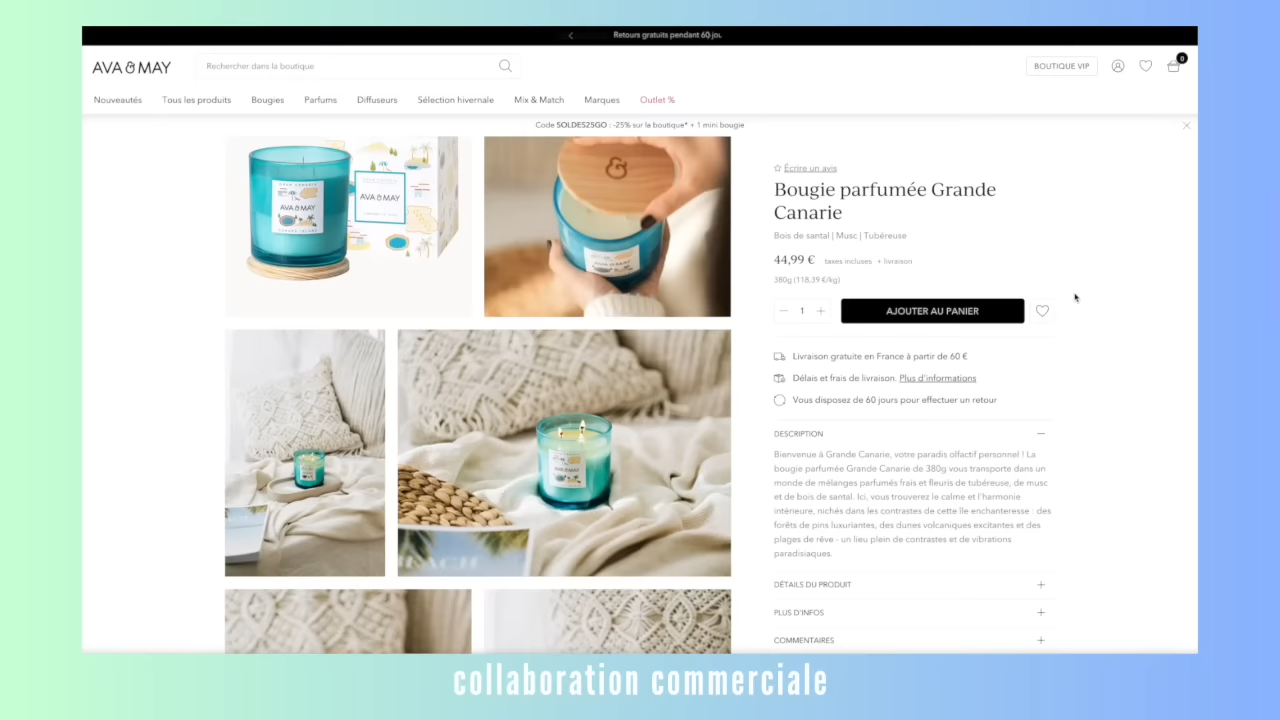 Retours gratuits pendant 60 jou
AVA & MAY
Rechercher dans la boutique
BOUTIQUE VIP
0
Nouveautés
Tous les produits
Bougies
Parfums
Diffuseurs
Sélection hivernale
Mix & Match
Marques
Outlet %
Code SOLDES25GO : -25% sur la boutique* + 1 mini bougie
AVA & MAY
AVA & MAY
&
AVA & MAY
AVA & MAY
Écrire un avis
Bougie parfumée Grande
Canarie
Bois de santal | Musc | Tubéreuse
44,99 € taxes incluses + livraison
380g (118,39 €/kg)
1
AJOUTER AU PANIER
Livraison gratuite en France à partir de 60 €
Délais et frais de livraison. Plus d'informations
Vous disposez de 60 jours pour effectuer un retour
DESCRIPTION
Bienvenue à Grande Canarie, votre paradis olfactif personnel ! La
bougie parfumée Grande Canarie de 380g vous transporte dans un
monde de mélanges parfumés frais et fleuris de tubéreuse, de musc
et de bois de santal. Ici, vous trouverez le calme et l'harmonie
intérieure, nichés dans les contrastes de cette île enchanteresse : des
forêts de pins luxuriantes, des dunes volcaniques excitantes et des
plages de rêve - un lieu plein de contrastes et de vibrations
paradisiaques.
DÉTAILS DU PRODUIT
PLUS D'INFOS
COMMENTAIRES
collaboration commerciale